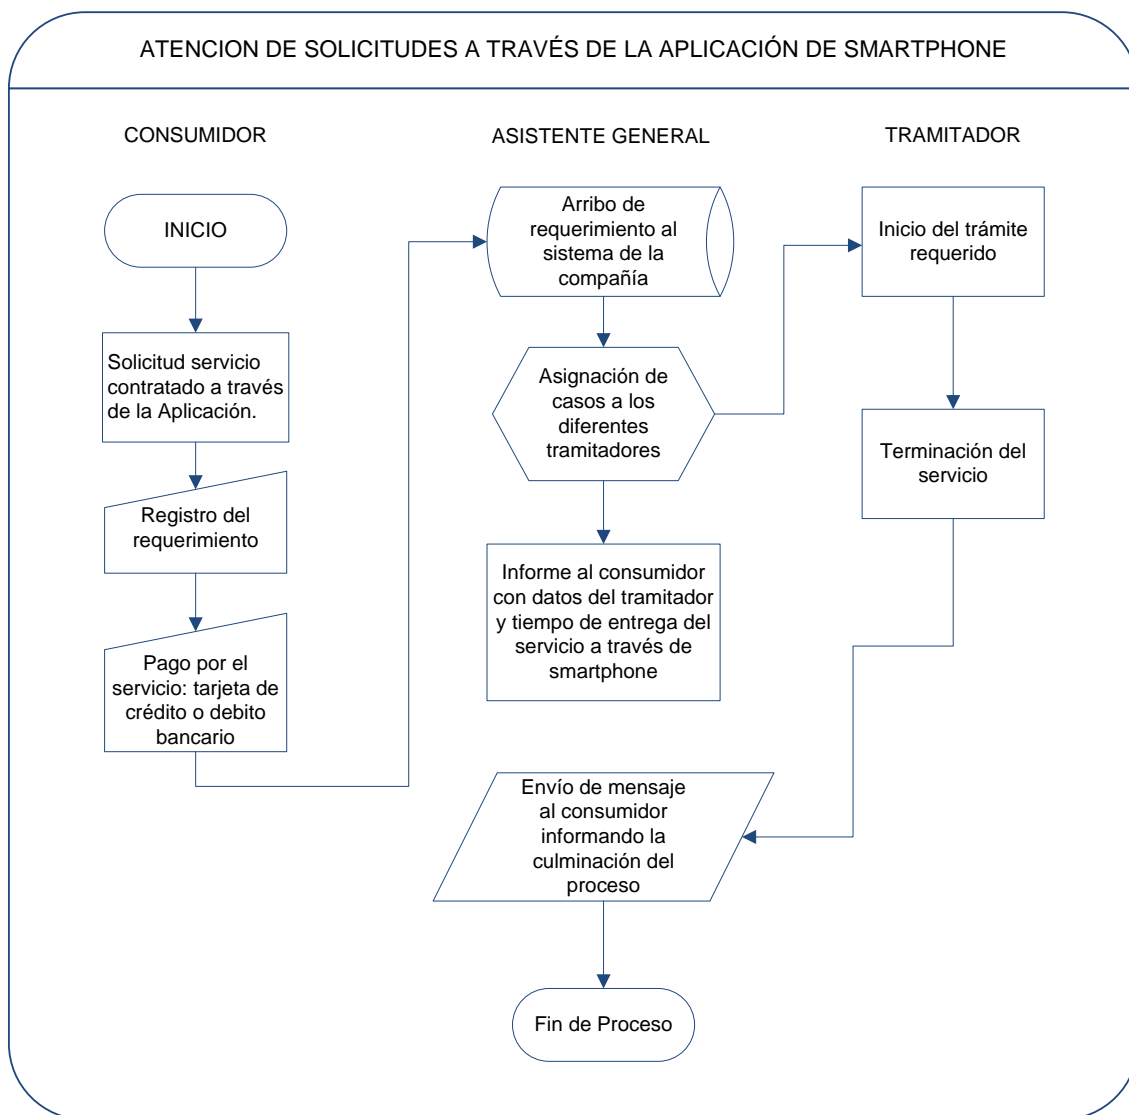 ATENCION DE SOLICITUDES A TRAVÉS DE LA APLICACIÓN DE SMARTPHONE
CONSUMIDOR
INICIO
Solicitud servicio
contratado a través
de la Aplicación.
Registro del
requerimiento
Pago por el
servicio: tarjeta de
crédito o debito
bancario
ASISTENTE GENERAL
Arribo de
requerimiento al
sistema de la
compañía
Asignación de
casos a los
diferentes
tramitadores
Informe al consumidor
con datos del tramitador
y tiempo de entrega del
servicio a través de
smartphone
TRAMITADOR
Inicio del trámite
requerido
Terminación del
servicio
Envío de mensaje
al consumidor
informando la
culminación del
proceso
Fin de Proceso